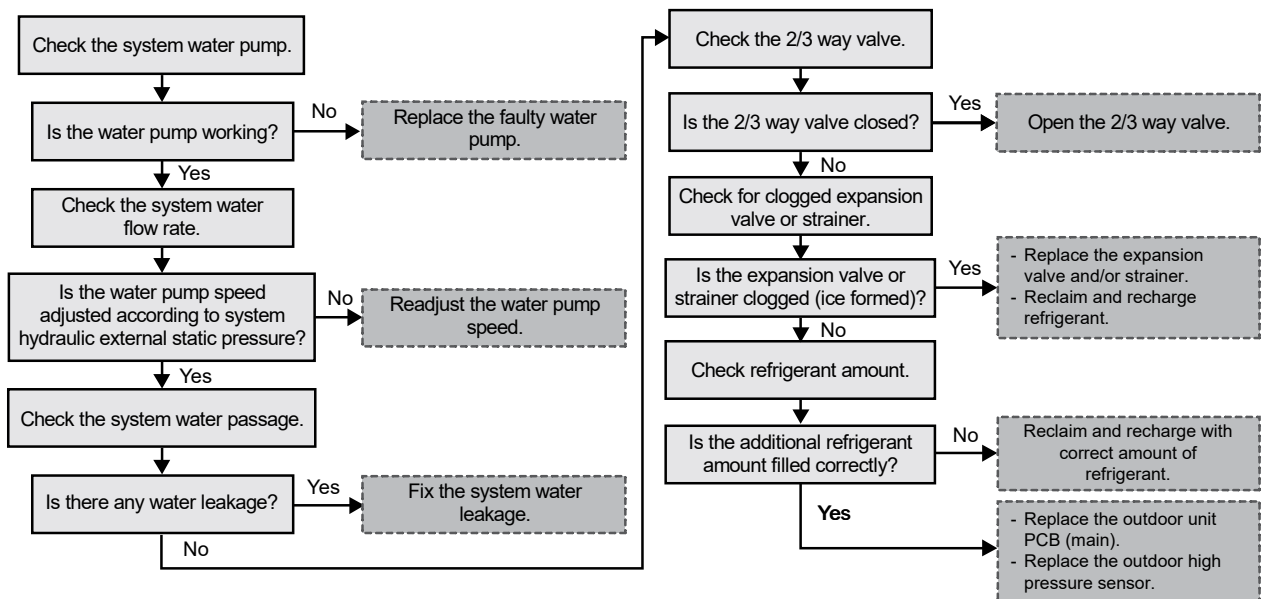 Check the system water pump.
Is the water pump working?
No
Replace the faulty water
pump.
Yes
Check the system water
flow rate.
Is the water pump speed
adjusted according to system
hydraulic external static pressure?
No
Readjust the water pump
speed.
Yes
Check the system water passage.
Is there any water leakage?
Yes
Fix the system water
leakage.
No
Check the 2/3 way valve.
Is the 2/3 way valve closed?
Yes
Open the 2/3 way valve.
No
Check for clogged expansion
valve or strainer.
Is the expansion valve or
strainer clogged (ice formed)?
Yes
- Replace the expansion
valve and/or strainer.
- Reclaim and recharge
refrigerant.
No
Check refrigerant amount.
Is the additional refrigerant
amount filled correctly?
No
Reclaim and recharge with
correct amount of
refrigerant.
Yes
- Replace the outdoor unit
PCB (main).
- Replace the outdoor high
pressure sensor.